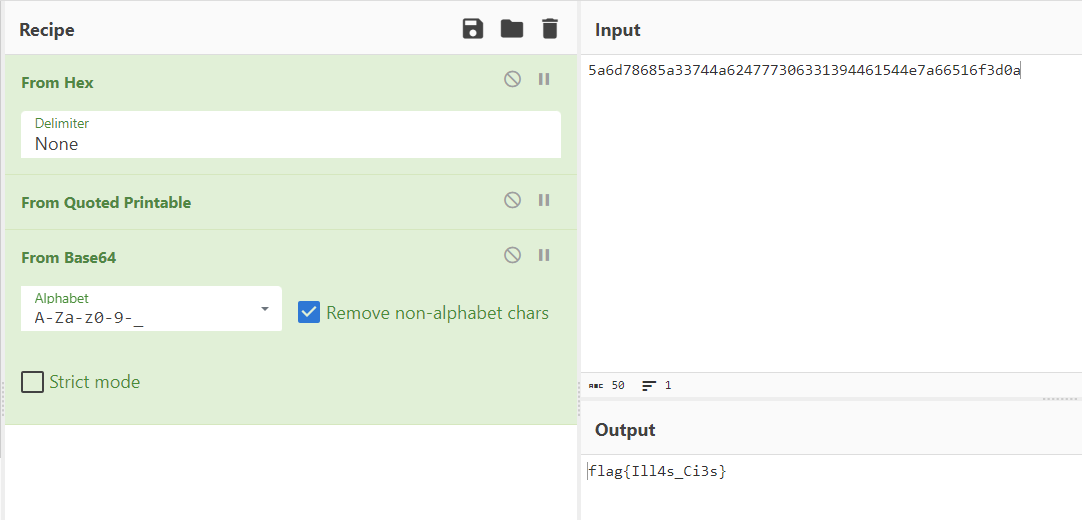 Recipe
From Hex
Delimiter
None
From Quoted Printable
From Base64
Alphabet
A-Za-z0-9-_
Remove non-alphabet chars
Strict mode
Input
5a6d78685a33744a624777306331394461544e7a66516f3d0a
ABC 50 1
Output
flag{Ill4s_Ci3s}